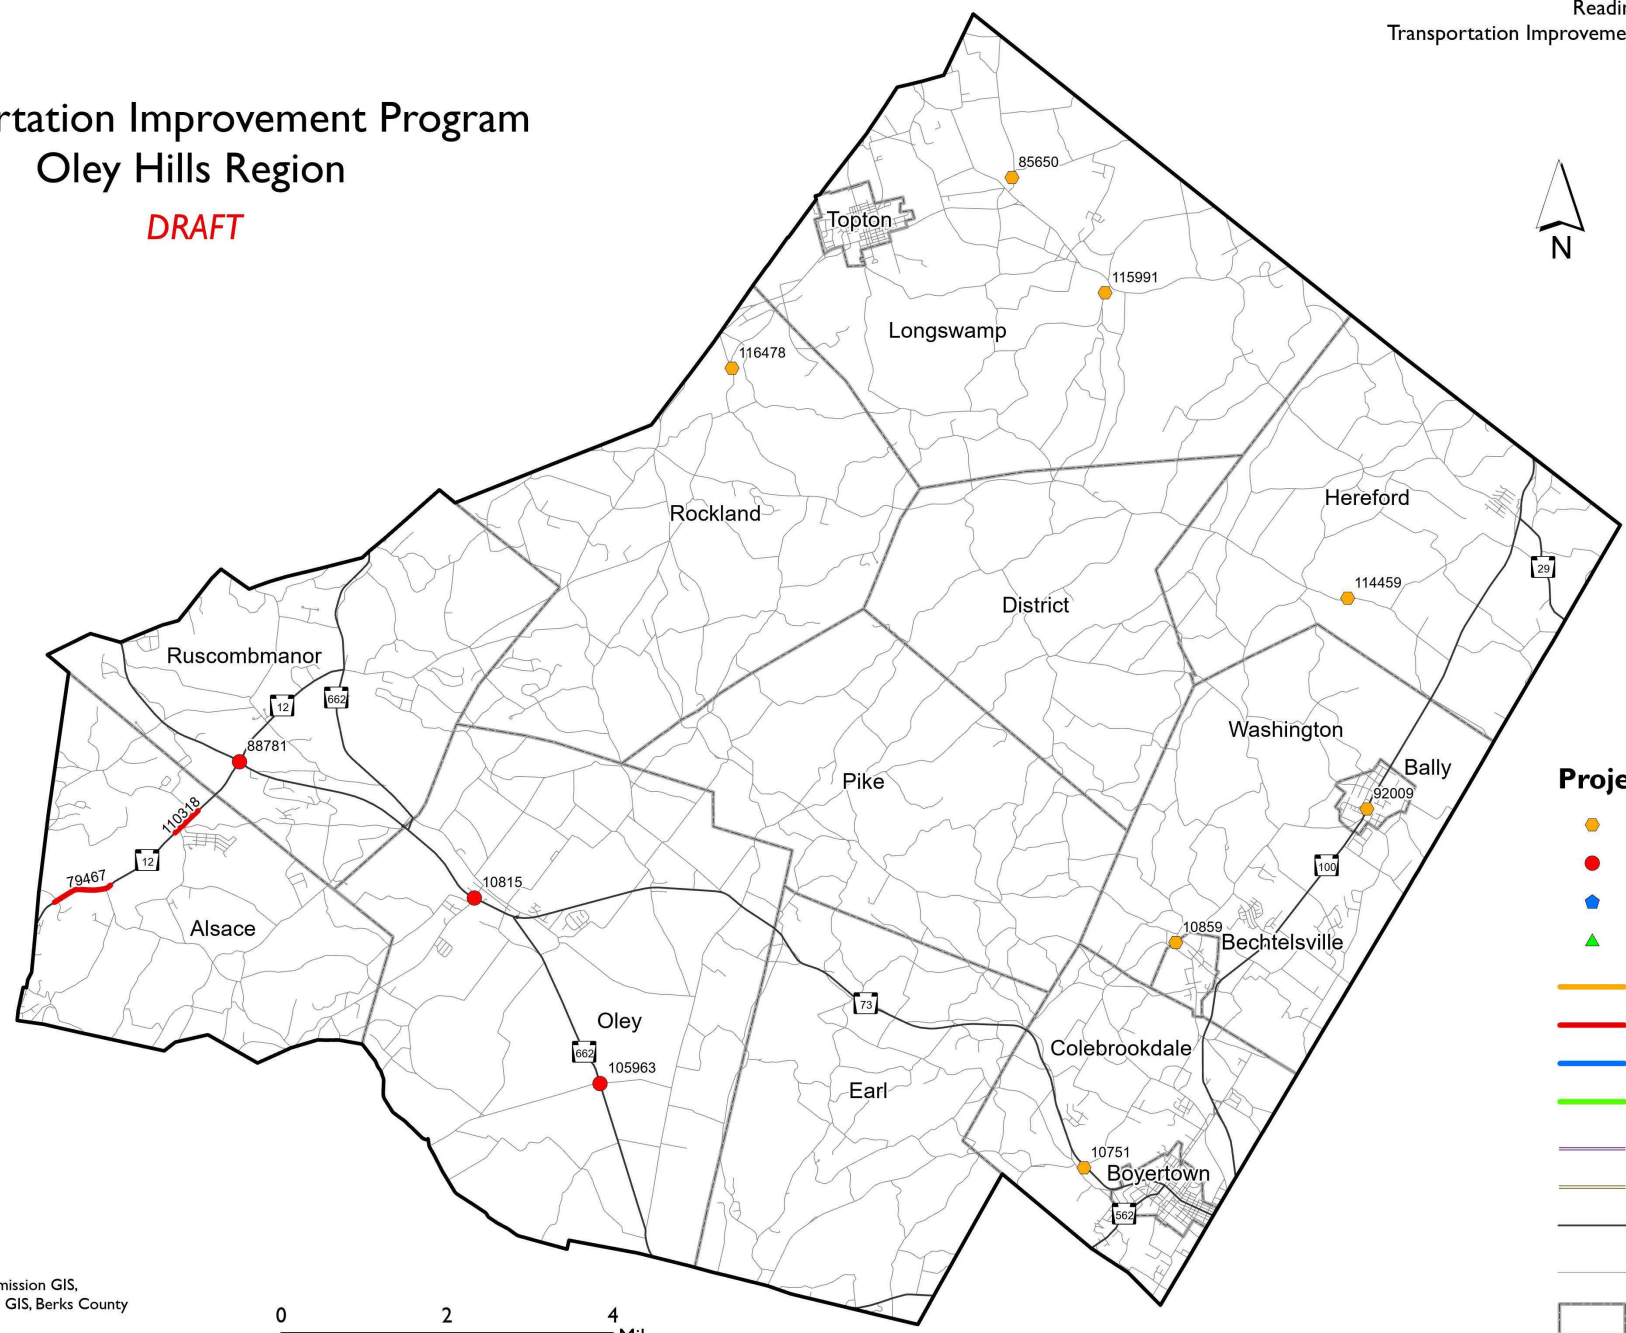 Transportation Improveme
rtation Improvement Program
Oley Hills Region
DRAFT
N
85650
Topton
115991
Longswamp
116478
Rockland
Hereford
29
114459
District
Ruscombmanor
12
662
88781
Washington
Bally
Pike
92009
110318
12
100
79467
10815
Alsace
10859
Bechtelsville
73
Oley
662
Colebrookdale
105963
Earl
10751
Boyertown
562
Proje
mission GIS,
GIS, Berks County
0 2 4